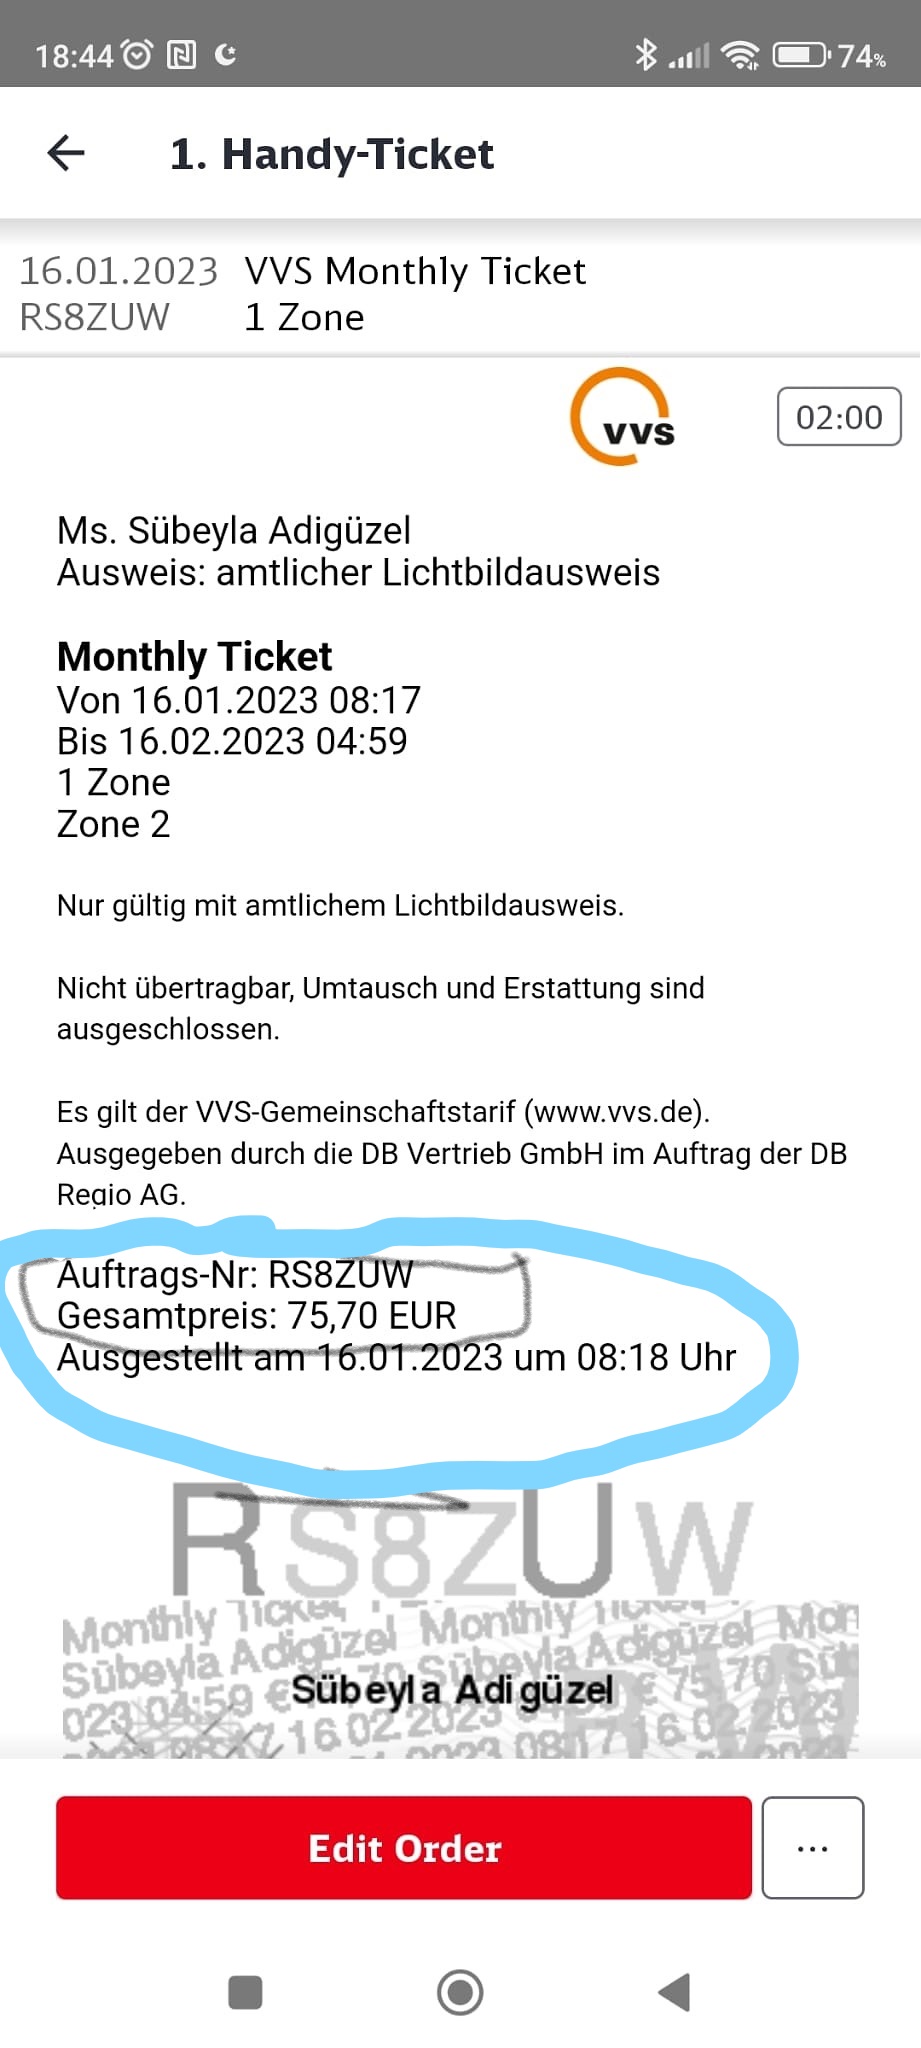 18:44 74%
1. Handy-Ticket
16.01.2023 VVS Monthly Ticket
RS8ZUW 1 Zone
VVS 02:00
Ms. Sübeyla Adigüzel
Ausweis: amtlicher Lichtbildausweis
Monthly Ticket
Von 16.01.2023 08:17
Bis 16.02.2023 04:59
1 Zone
Zone 2
Nur gültig mit amtlichem Lichtbildausweis.
Nicht übertragbar, Umtausch und Erstattung sind
ausgeschlossen.
Es gilt der VVS-Gemeinschaftstarif (www.vvs.de).
Ausgegeben durch die DB Vertrieb GmbH im Auftrag der DB
Regio AG.
Auftrags-Nr: RS8ZUW
Gesamtpreis: 75,70 EUR
Ausgestellt am 16.01.2023 um 08:18 Uhr
RS8ZUW
Monthly Ticket Monthly Ticket Mon
Sübeyla Adigüzel Sübeyla Adigüzel
023 04:59 € € 75,70 Sü
Sübeyla Adigüzel
16.02.2023 16.02.2023
Edit Order ...